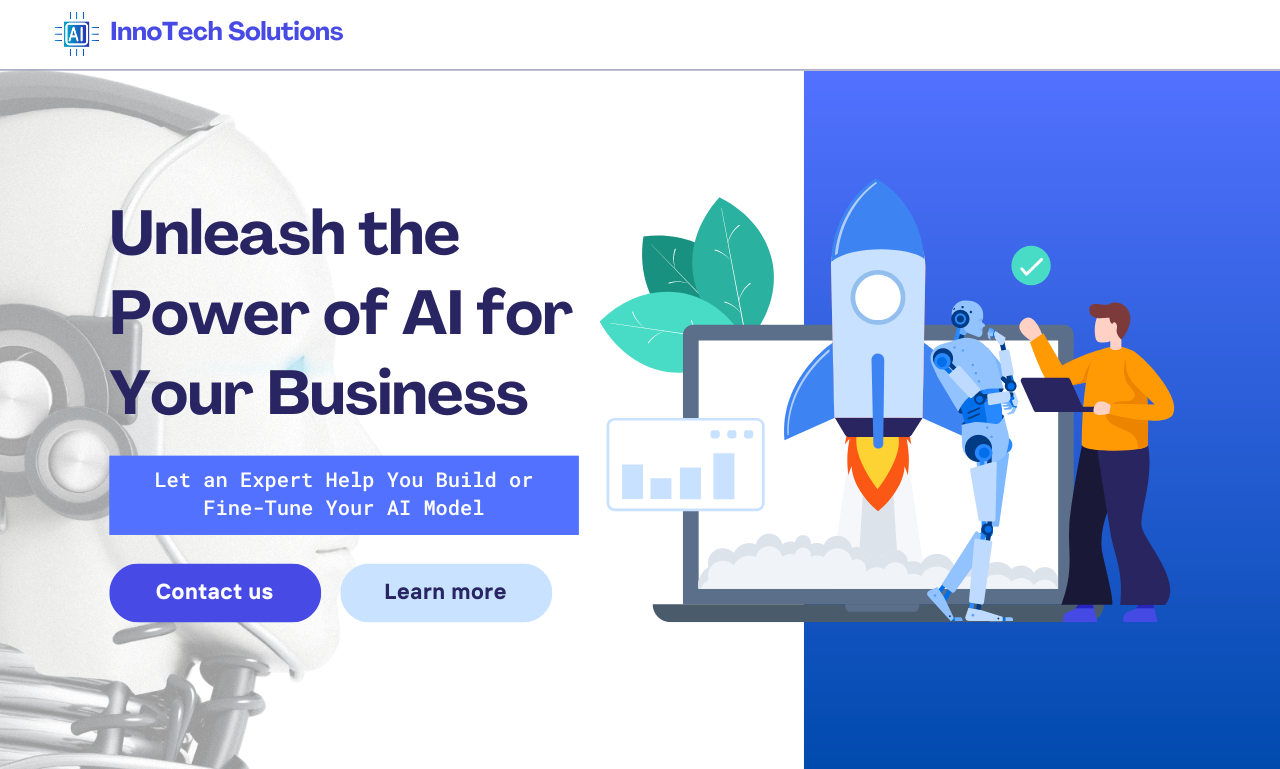 AI
InnoTech Solutions
Unleash the
Power of AI for
Your Business
Let an Expert Help You Build or
Fine-Tune Your AI Model
Contact us
Learn more